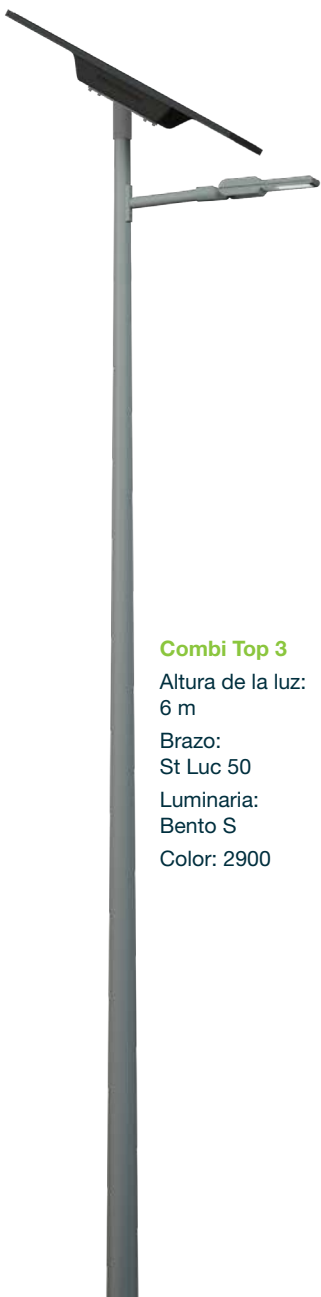 Combi Top 3
Altura de la luz:
6 m
Brazo:
St Luc 50
Luminaria:
Bento S
Color: 2900